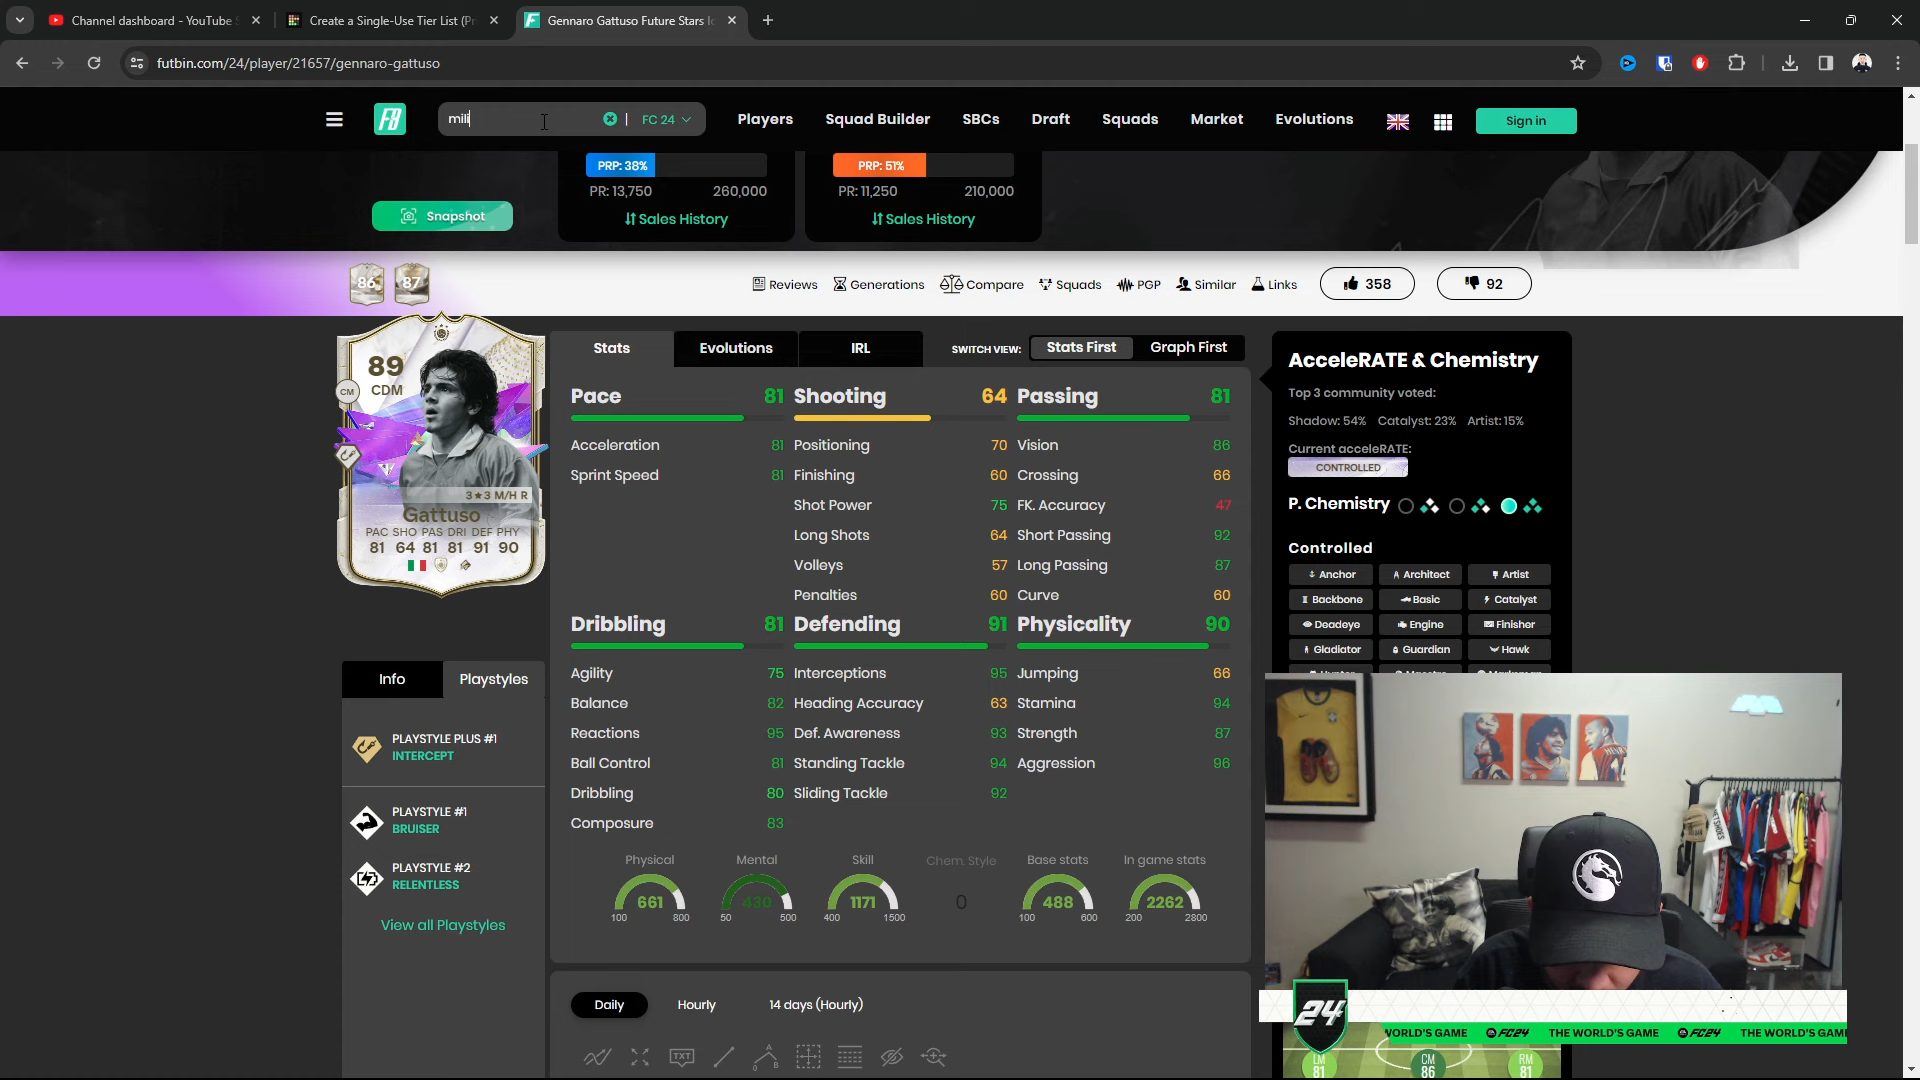 Channel dashboard - YouTube
Create a Single-Use Tier List (Pr
Gennaro Gattuso Future Stars Ic
futbin.com/24/player/21657/gennaro-gattuso
mili
FC 24
Players
Squad Builder
SBCs
Draft
Squads
Market
Evolutions
Sign in
PRP: 38%
PR: 13,750
260,000
Sales History
PRP: 51%
PR: 11,250
210,000
Sales History
Snapshot
86
87
Reviews
Generations
Compare
Squads
PGP
Similar
Links
358
92
89
CDM
CM
3★3 M/H R
Gattuso
PAC SHO PAS DRI DEF PHY
81 64 81 81 91 90
Stats
Evolutions
IRL
SWITCH VIEW:
Stats First
Graph First
Pace 81
Acceleration 81
Sprint Speed 81
Shooting 64
Positioning 70
Finishing 60
Shot Power 75
Long Shots 64
Volleys 57
Penalties 60
Passing 81
Vision 86
Crossing 66
FK. Accuracy 47
Short Passing 92
Long Passing 87
Curve 60
Dribbling 81
Agility 75
Balance 82
Reactions 95
Ball Control 81
Dribbling 80
Composure 83
Defending 91
Interceptions 95
Heading Accuracy 63
Def. Awareness 93
Standing Tackle 94
Sliding Tackle 92
Physicality 90
Jumping 66
Stamina 94
Strength 87
Aggression 96
Physical
661
100 800
Mental
430
50 500
Skill
1171
400 1500
Chem. Style
0
Base stats
488
100 600
In game stats
2262
200 2800
Info
Playstyles
PLAYSTYLE PLUS #1
INTERCEPT
PLAYSTYLE #1
BRUISER
PLAYSTYLE #2
RELENTLESS
View all Playstyles
Daily
Hourly
14 days (Hourly)
TXT
AcceleRATE & Chemistry
Top 3 community voted:
Shadow: 54% Catalyst: 23% Artist: 15%
Current acceleRATE:
CONTROLLED
P. Chemistry
Controlled
Anchor
Architect
Artist
Backbone
Basic
Catalyst
Deadeye
Engine
Finisher
Gladiator
Guardian
Hawk
HENRY
24
WORLD'S GAME
FC24
THE WORLD'S GAME
FC24
THE WORLD'S GAM
LM
81
CM
86
RM
81